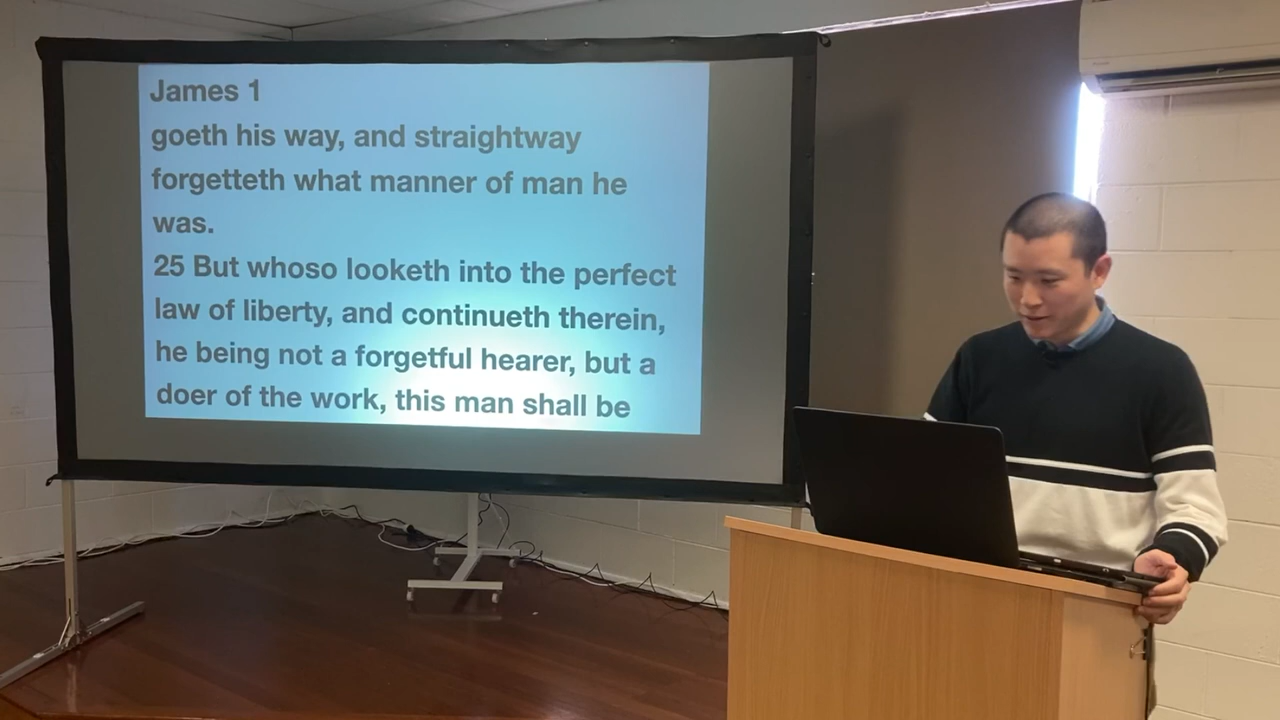 James 1
goeth his way, and straightway
forgetteth what manner of man he
was.
25 But whoso looketh into the perfect
law of liberty, and continueth therein,
he being not a forgetful hearer, but a
doer of the work, this man shall be